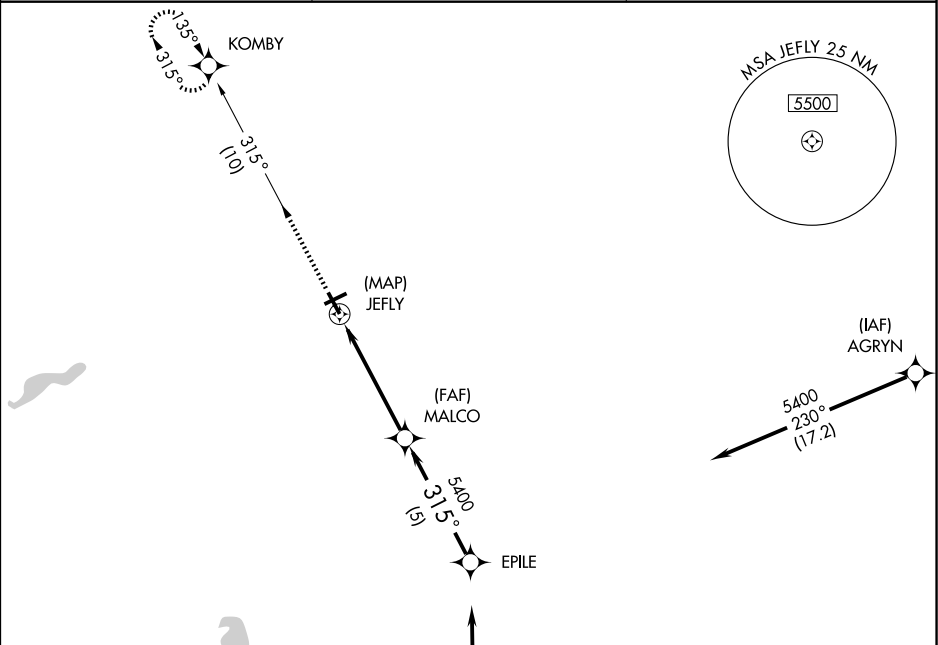 135°
315°
KOMBY
MSA JEFLY 25 NM
5500
315°
(10)
(MAP)
JEFLY
(IAF)
AGRYN
5400
230°
(17.2)
(FAF)
MALCO
5400
315°
(5)
EPILE